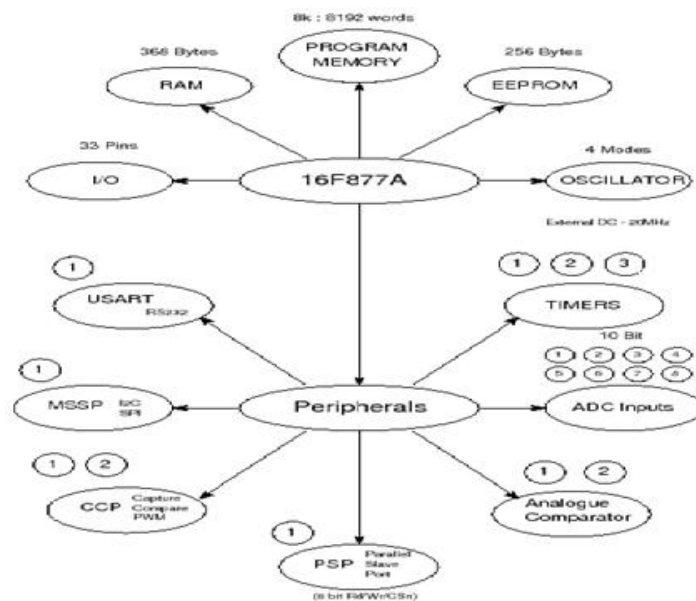 8k : 8192 words
368 Bytes
PROGRAM
MEMORY
256 Bytes
RAM
EEPROM
33 Pins
4 Modes
I/O
16F877A
OSCILLATOR
External DC - 20MHz
1
1 2 3
USART
RS232
TIMERS
10 Bit
1 2 3 4
5 6 7 8
1
MSSP
I2C
SPI
Peripherals
ADC Inputs
1 2
1 2
CCP
Capture
Compare
PWM
Analogue
Comparator
1
PSP
Parallel
Slave
Port
(8 bit Rd/Wr/CSn)